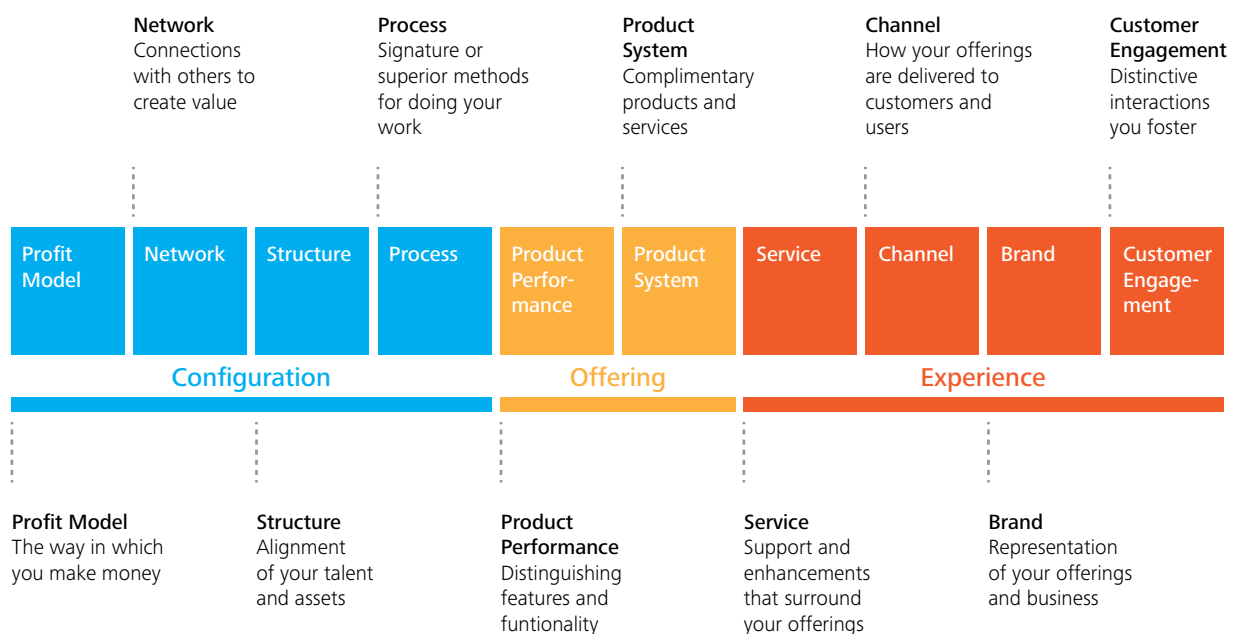 Network
Connections
with others to
create value
Process
Signature or
superior methods
for doing your
work
Product
System
Complimentary
products and
services
Channel
How your offerings
are delivered to
customers and
users
Customer
Engagement
Distinctive
interactions
you foster
Profit
Model
Network
Structure
Process
Product
Perfor-
mance
Product
System
Service
Channel
Brand
Customer
Engage-
ment
Configuration
Offering
Experience
Profit Model
The way in which
you make money
Structure
Alignment
of your talent
and assets
Product
Performance
Distinguishing
features and
funtionality
Service
Support and
enhancements
that surround
your offerings
Brand
Representation
of your offerings
and business